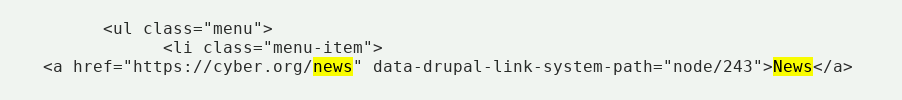 <ul class="menu">
<li class="menu-item">
<a href="https://cyber.org/news" data-drupal-link-system-path="node/243">News</a>